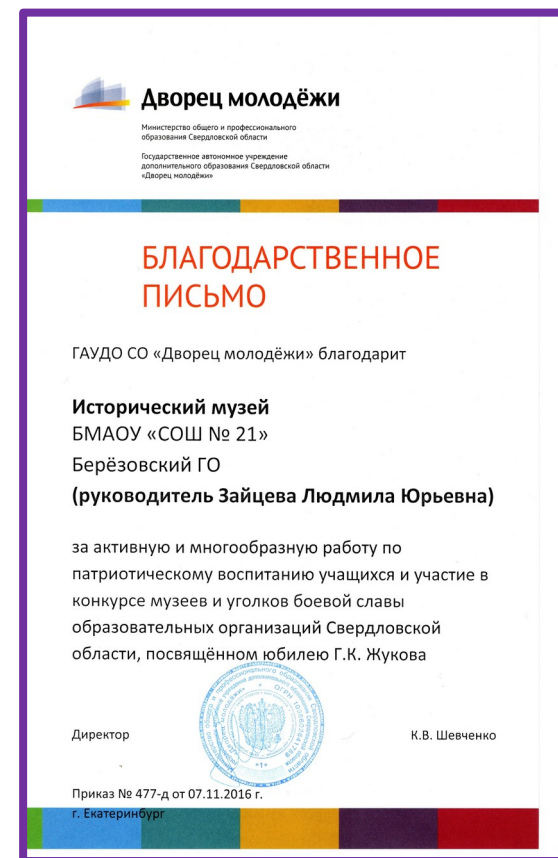 Дворец молодёжи
Министерство общего и профессионального
образования Свердловской области
Государственное автономное учреждение
дополнительного образования Свердловской области
«Дворец молодёжи»
БЛАГОДАРСТВЕННОЕ
ПИСЬМО
ГАУДО СО «Дворец молодёжи» благодарит
Исторический музей
БМАОУ «СОШ № 21»
Берёзовский ГО
(руководитель Зайцева Людмила Юрьевна)
за активную и многообразную работу по
патриотическому воспитанию учащихся и участие в
конкурсе музеев и уголков боевой славы
образовательных организаций Свердловской
области, посвящённом юбилею Г.К. Жукова
Директор
К.В. Шевченко
Приказ № 477-д от 07.11.2016 г.
г. Екатеринбург